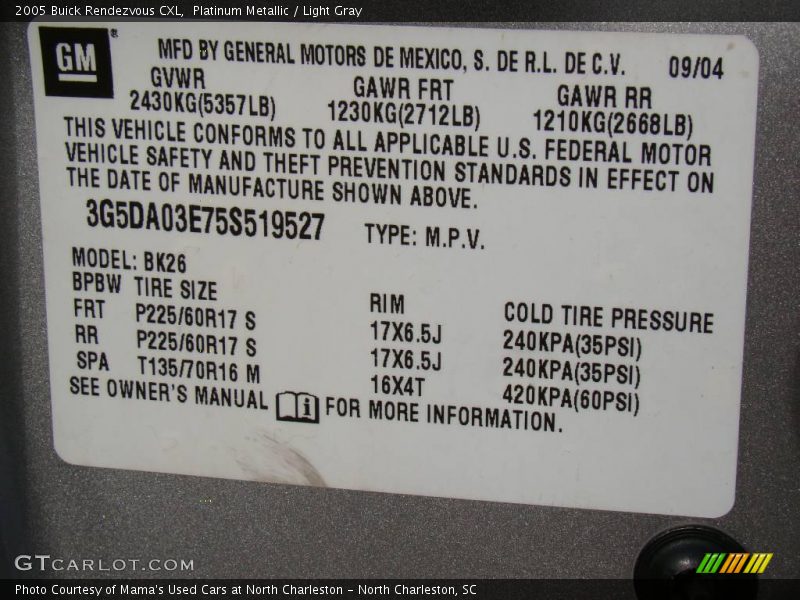 2005 Buick Rendezvous CXL,  Platinum Metallic / Light Gray
GM®
MFD BY GENERAL MOTORS DE MEXICO, S. DE R.L. DE C.V. 09/04
GVWR GAWR FRT GAWR RR
2430KG(5357LB) 1230KG(2712LB) 1210KG(2668LB)
THIS VEHICLE CONFORMS TO ALL APPLICABLE U.S. FEDERAL MOTOR
VEHICLE SAFETY AND THEFT PREVENTION STANDARDS IN EFFECT ON
THE DATE OF MANUFACTURE SHOWN ABOVE.
3G5DA03E75S519527 TYPE: M.P.V.
MODEL: BK26
BPBW TIRE SIZE RIM COLD TIRE PRESSURE
FRT P225/60R17 S 17X6.5J 240KPA(35PSI)
RR P225/60R17 S 17X6.5J 240KPA(35PSI)
SPA T135/70R16 M 16X4T 420KPA(60PSI)
SEE OWNER'S MANUAL i FOR MORE INFORMATION.
GTCARLOT.COM
Photo Courtesy of Mama's Used Cars at North Charleston - North Charleston, SC